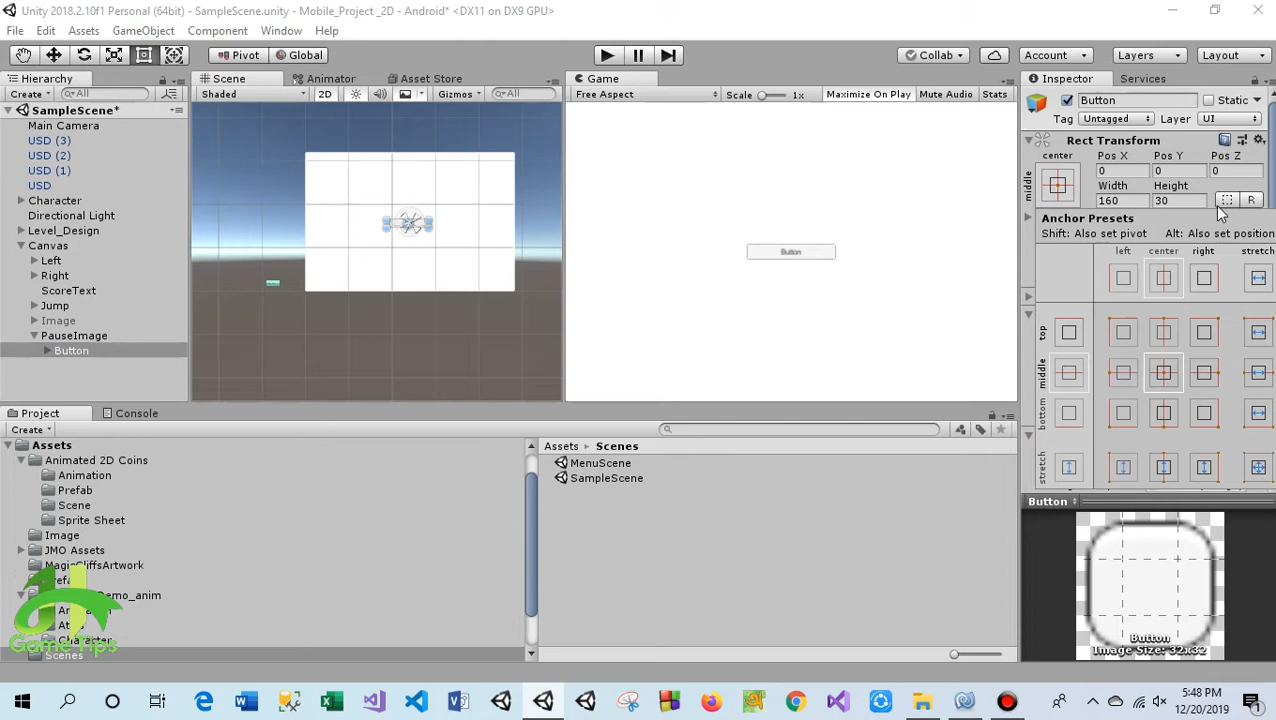 Unity 2018.2.10f1 Personal (64bit) - SampleScene.unity - Mobile_Project _2D - Android* <DX11 on DX9 GPU>
File Edit Assets GameObject Component Window Help
Pivot Global Collab Account Layers Layout
Hierarchy Scene Animator Asset Store Game Inspector Services
Create All Shaded 2D Gizmos All Free Aspect Scale 1x Maximize On Play Mute Audio Stats Button Static
SampleScene*
Tag Untagged Layer UI
Main Camera
USD (3)
Rect Transform
USD (2)
center Pos X Pos Y Pos Z
USD (1)
0 0 0
USD
middle Width Height
Character
160 30 R
Directional Light
Anchor Presets
Level_Design
Shift: Also set pivot Alt: Also set position
Canvas
left center right stretch
Left
Button
Right
ScoreText
Jump
Image
top
PauseImage
Button
middle
bottom
stretch
Project Console
Create
Assets
Assets Scenes
Animated 2D Coins
MenuScene
Animation
SampleScene
Prefab
Scene
Sprite Sheet
Image
JMO Assets
MagicCliffsArtwork
Demo_anim
Character
Scenes
Game Tips
Button
Button
Image Size: 32x32
5:48 PM
12/20/2019
1